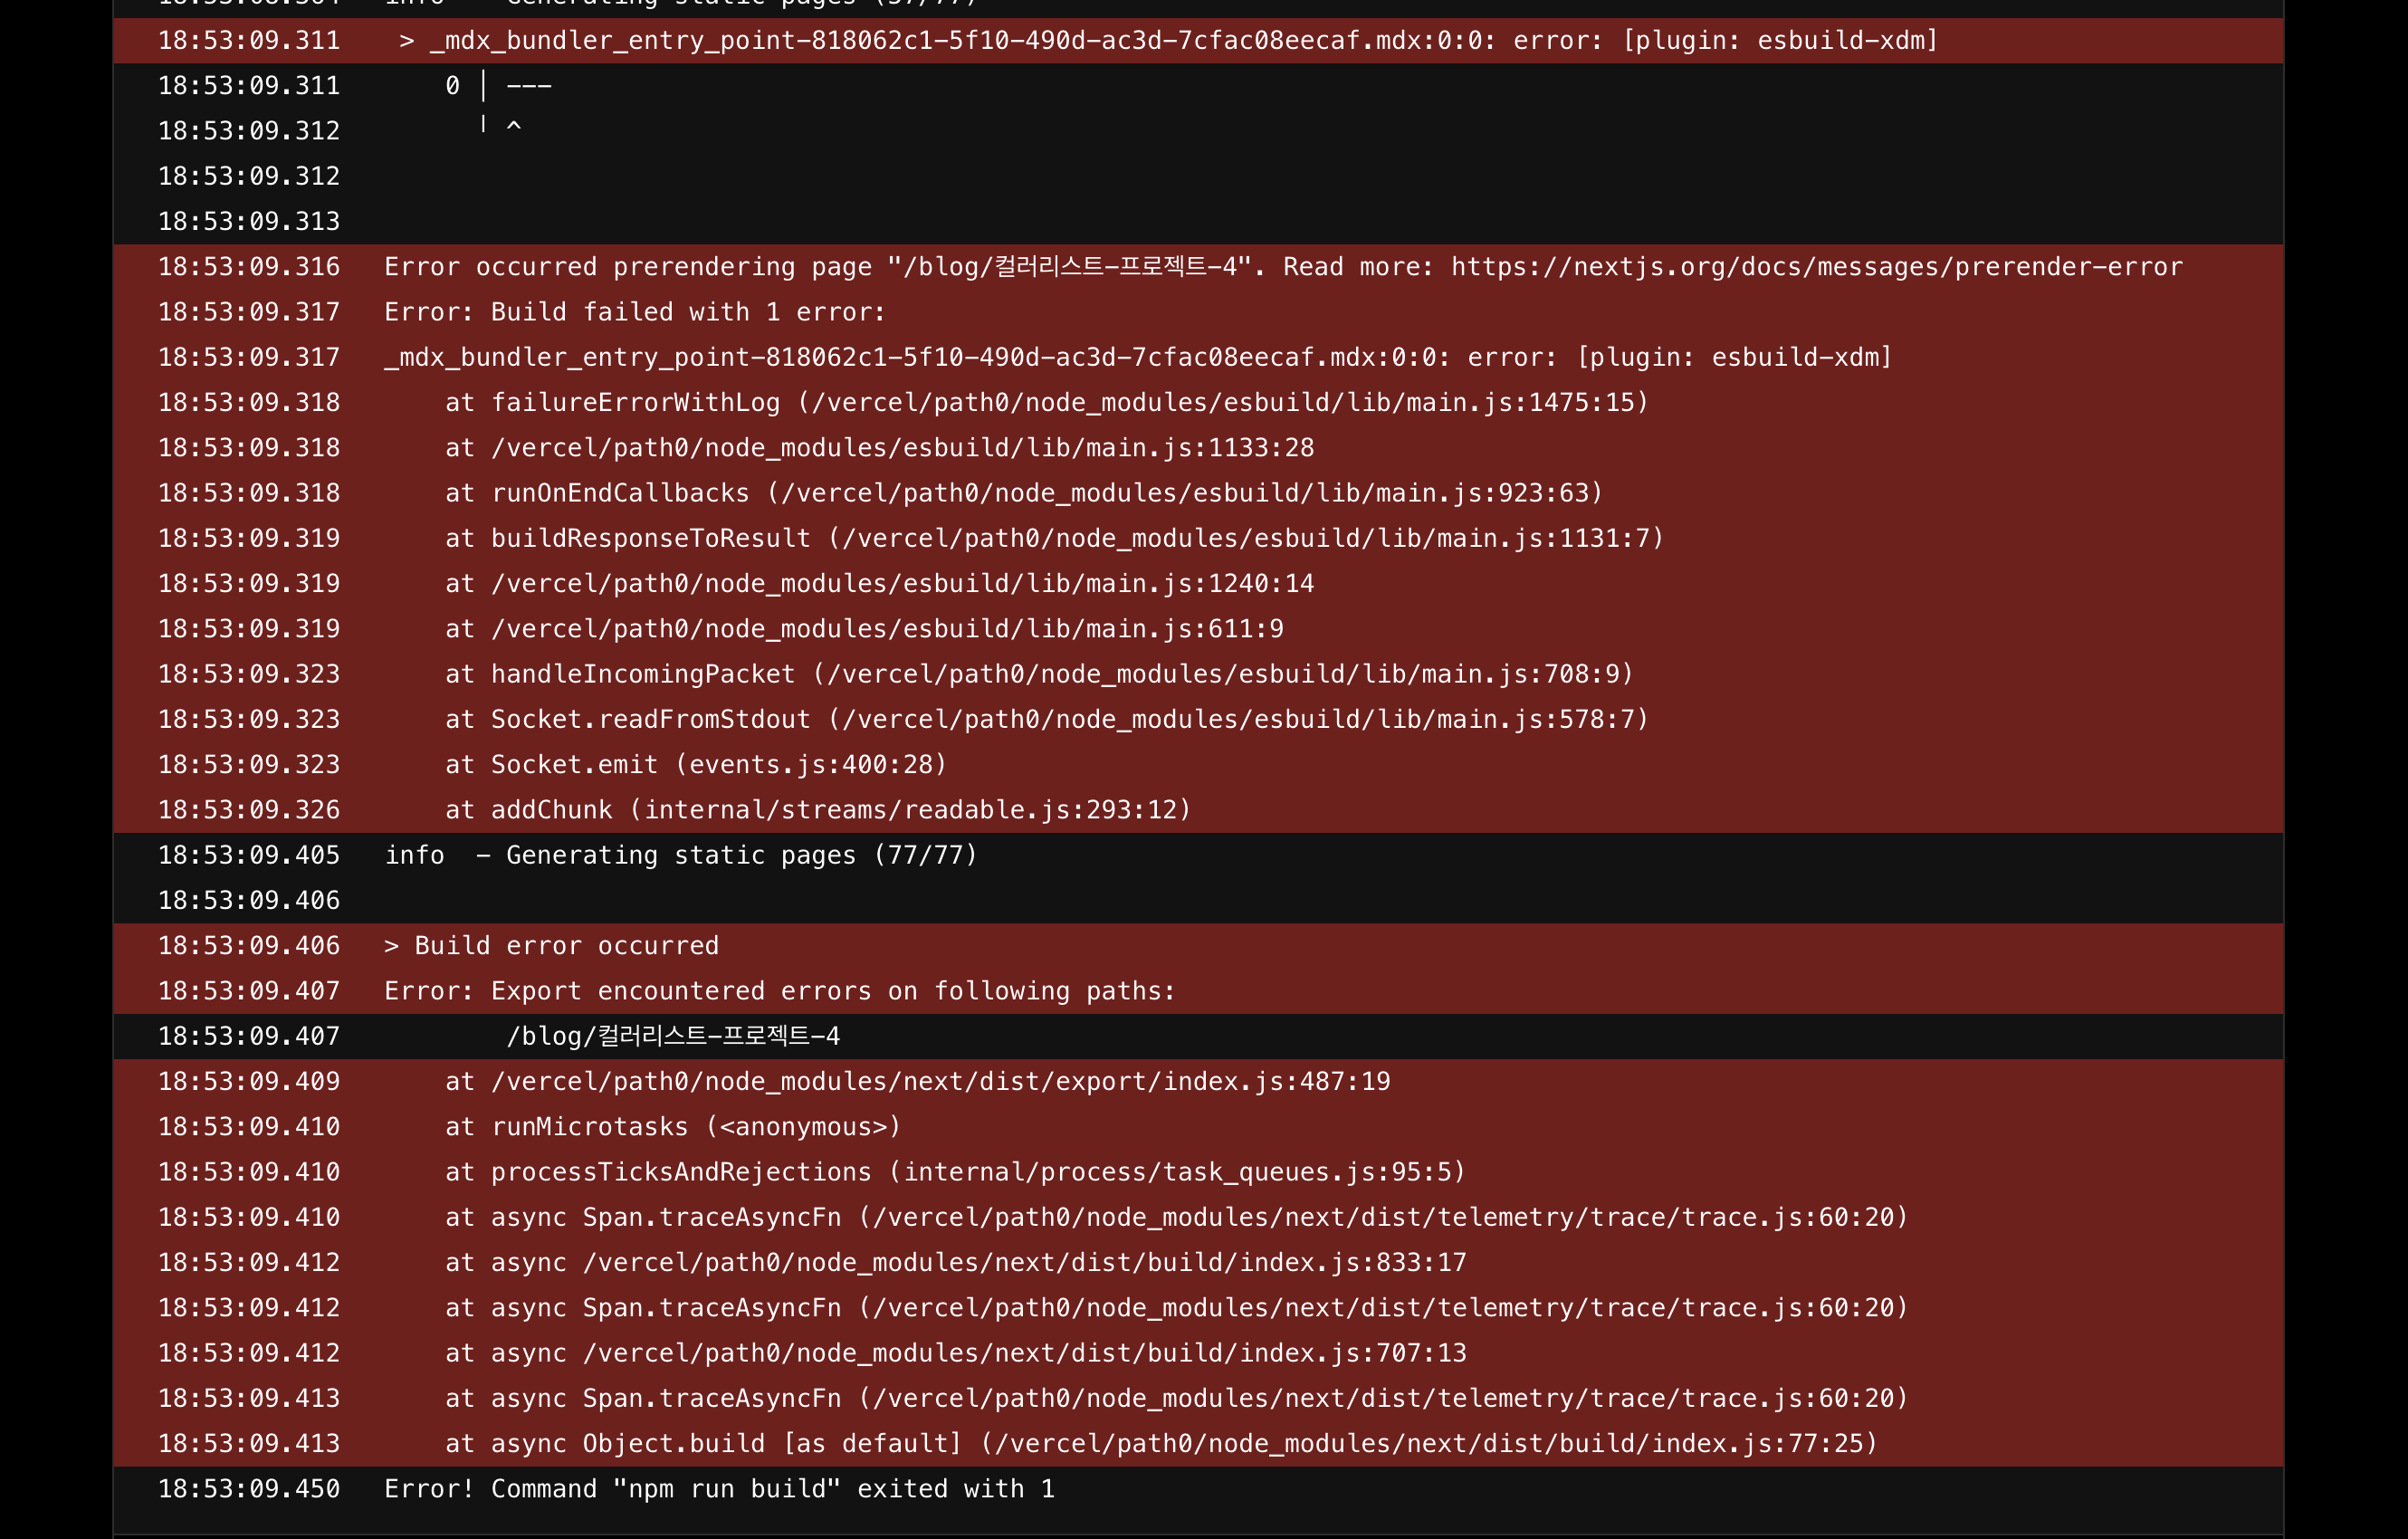 18:53:09.311 > _mdx_bundler_entry_point-818062c1-5f10-490d-ac3d-7cfac08eecaf.mdx:0:0: error: [plugin: esbuild-xdm]
18:53:09.311 0 │ ---
18:53:09.312 ╵ ^
18:53:09.312
18:53:09.313
18:53:09.316 Error occurred prerendering page "/blog/컬러리스트-프로젝트-4". Read more: https://nextjs.org/docs/messages/prerender-error
18:53:09.317 Error: Build failed with 1 error:
18:53:09.317 _mdx_bundler_entry_point-818062c1-5f10-490d-ac3d-7cfac08eecaf.mdx:0:0: error: [plugin: esbuild-xdm]
18:53:09.318 at failureErrorWithLog (/vercel/path0/node_modules/esbuild/lib/main.js:1475:15)
18:53:09.318 at /vercel/path0/node_modules/esbuild/lib/main.js:1133:28
18:53:09.318 at runOnEndCallbacks (/vercel/path0/node_modules/esbuild/lib/main.js:923:63)
18:53:09.319 at buildResponseToResult (/vercel/path0/node_modules/esbuild/lib/main.js:1131:7)
18:53:09.319 at /vercel/path0/node_modules/esbuild/lib/main.js:1240:14
18:53:09.319 at /vercel/path0/node_modules/esbuild/lib/main.js:611:9
18:53:09.323 at handleIncomingPacket (/vercel/path0/node_modules/esbuild/lib/main.js:708:9)
18:53:09.323 at Socket.readFromStdout (/vercel/path0/node_modules/esbuild/lib/main.js:578:7)
18:53:09.323 at Socket.emit (events.js:400:28)
18:53:09.326 at addChunk (internal/streams/readable.js:293:12)
18:53:09.405 info - Generating static pages (77/77)
18:53:09.406
18:53:09.406 > Build error occurred
18:53:09.407 Error: Export encountered errors on following paths:
18:53:09.407 /blog/컬러리스트-프로젝트-4
18:53:09.409 at /vercel/path0/node_modules/next/dist/export/index.js:487:19
18:53:09.410 at runMicrotasks (<anonymous>)
18:53:09.410 at processTicksAndRejections (internal/process/task_queues.js:95:5)
18:53:09.410 at async Span.traceAsyncFn (/vercel/path0/node_modules/next/dist/telemetry/trace/trace.js:60:20)
18:53:09.412 at async /vercel/path0/node_modules/next/dist/build/index.js:833:17
18:53:09.412 at async Span.traceAsyncFn (/vercel/path0/node_modules/next/dist/telemetry/trace/trace.js:60:20)
18:53:09.412 at async /vercel/path0/node_modules/next/dist/build/index.js:707:13
18:53:09.413 at async Span.traceAsyncFn (/vercel/path0/node_modules/next/dist/telemetry/trace/trace.js:60:20)
18:53:09.413 at async Object.build [as default] (/vercel/path0/node_modules/next/dist/build/index.js:77:25)
18:53:09.450 Error! Command "npm run build" exited with 1